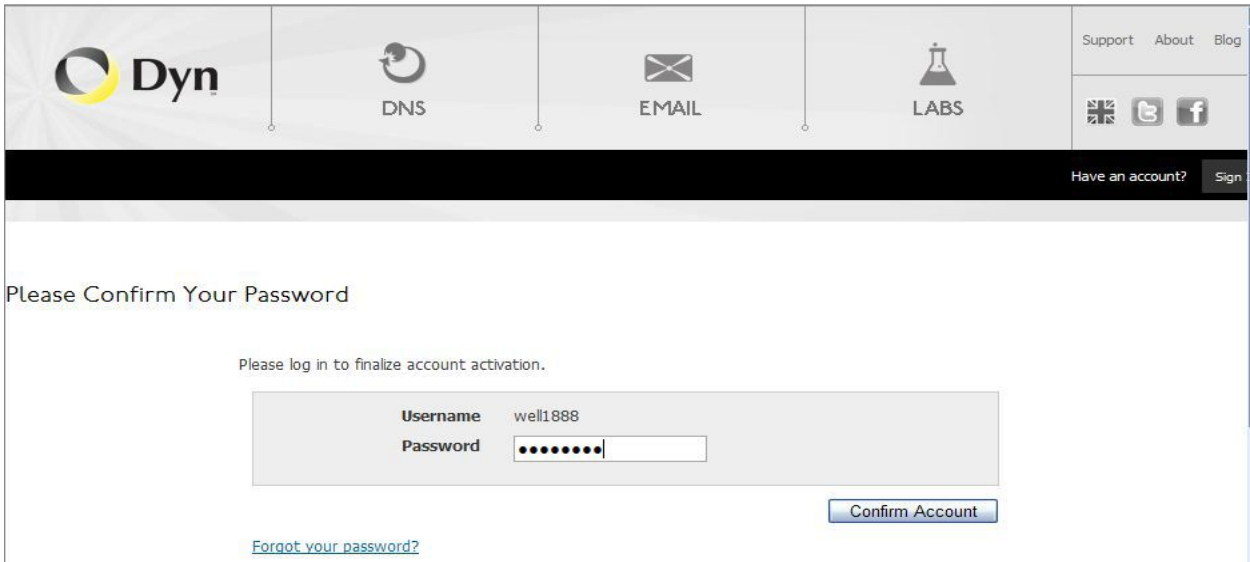 Dyn
DNS
EMAIL
LABS
Support About Blog
Have an account? Sign
Please Confirm Your Password
Please log in to finalize account activation.
Username well1888
Password ••••••••
Confirm Account
Forgot your password?